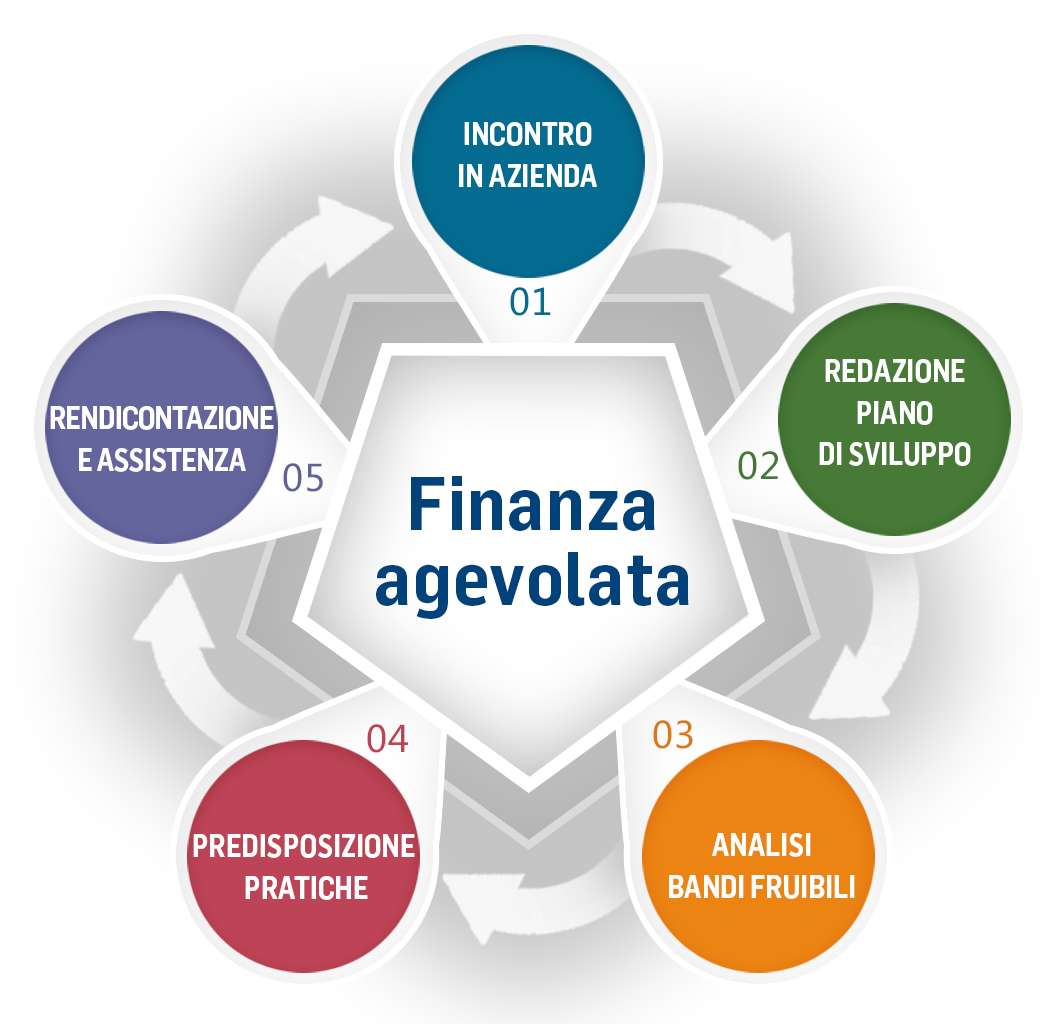 INCONTRO
IN AZIENDA
01
REDAZIONE
PIANO
DI SVILUPPO
02
Finanza
agevolata
RENDICONTAZIONE
E ASSISTENZA
05
04
PREDISPOSIZIONE
PRATICHE
03
ANALISI
BANDI FRUIBILI